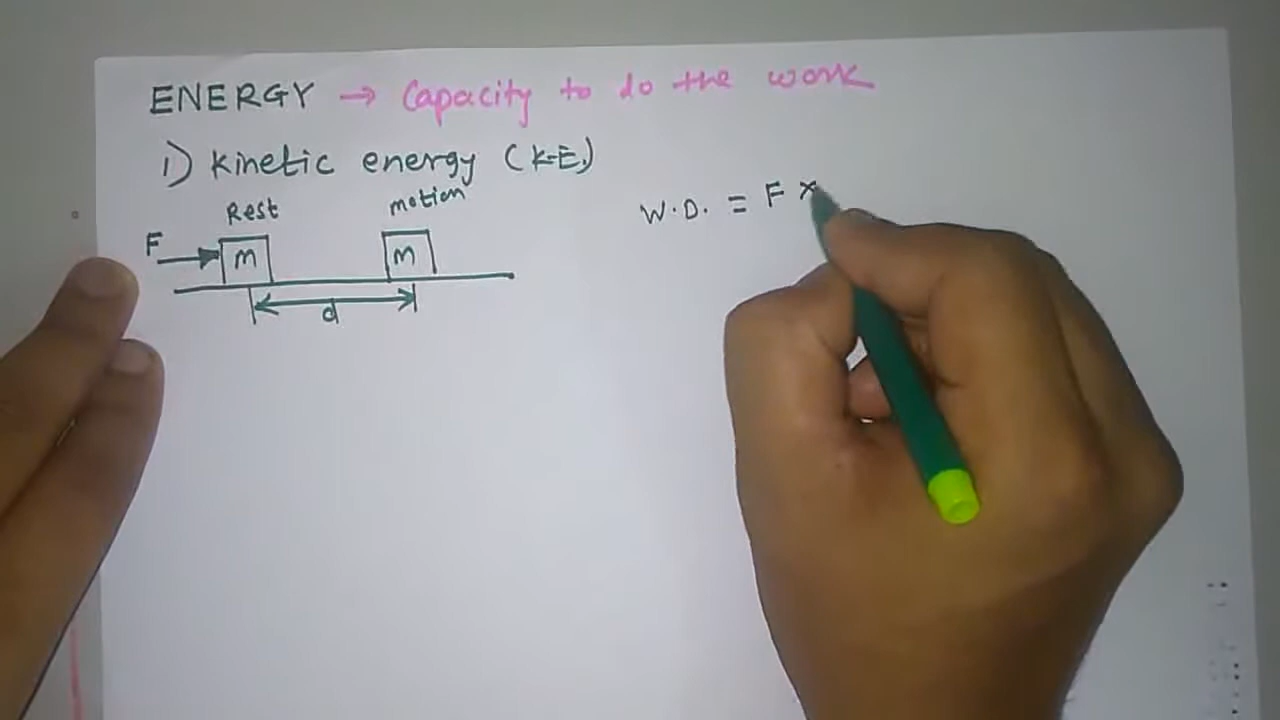 ENERGY → Capacity to do the work
1) Kinetic energy (K.E.)
Rest motion
F m m
d
W.D. = F ×